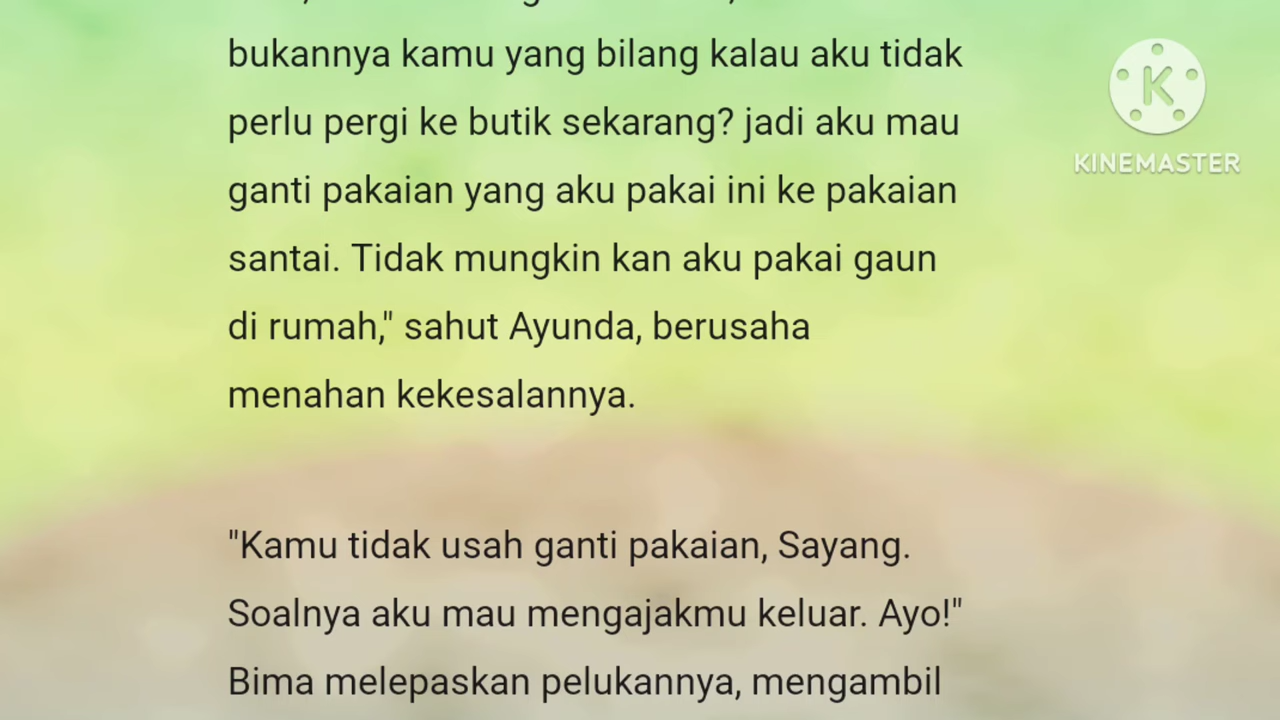 bukannya kamu yang bilang kalau aku tidak
perlu pergi ke butik sekarang? jadi aku mau
ganti pakaian yang aku pakai ini ke pakaian
santai. Tidak mungkin kan aku pakai gaun
di rumah," sahut Ayunda, berusaha
menahan kekesalannya.
"Kamu tidak usah ganti pakaian, Sayang.
Soalnya aku mau mengajakmu keluar. Ayo!"
Bima melepaskan pelukannya, mengambil
K
KINEMASTER